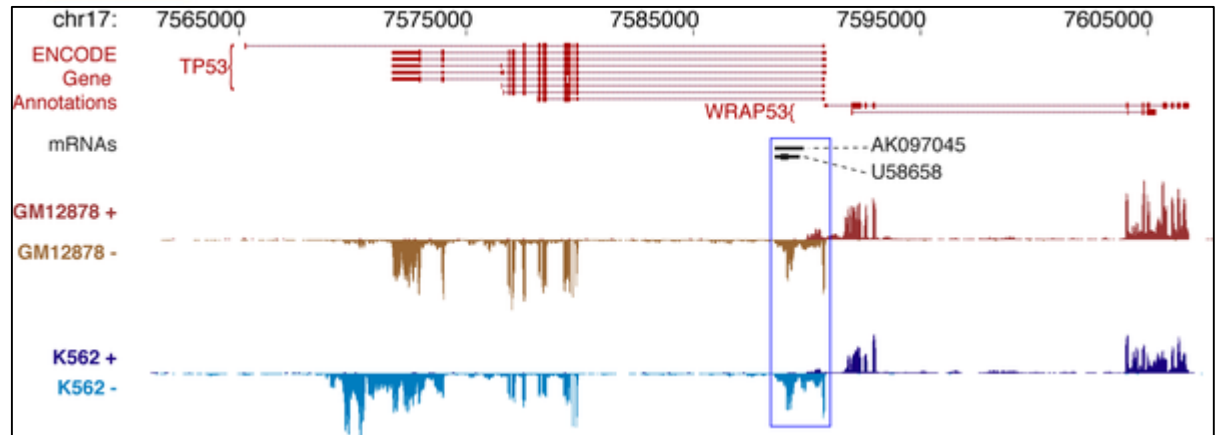 chr17: 7565000 7575000 7585000 7595000 7605000
ENCODE
TP53{
Gene
Annotations
WRAP53{
mRNAs
AK097045
U58658
GM12878 +
GM12878 -
K562 +
K562 -